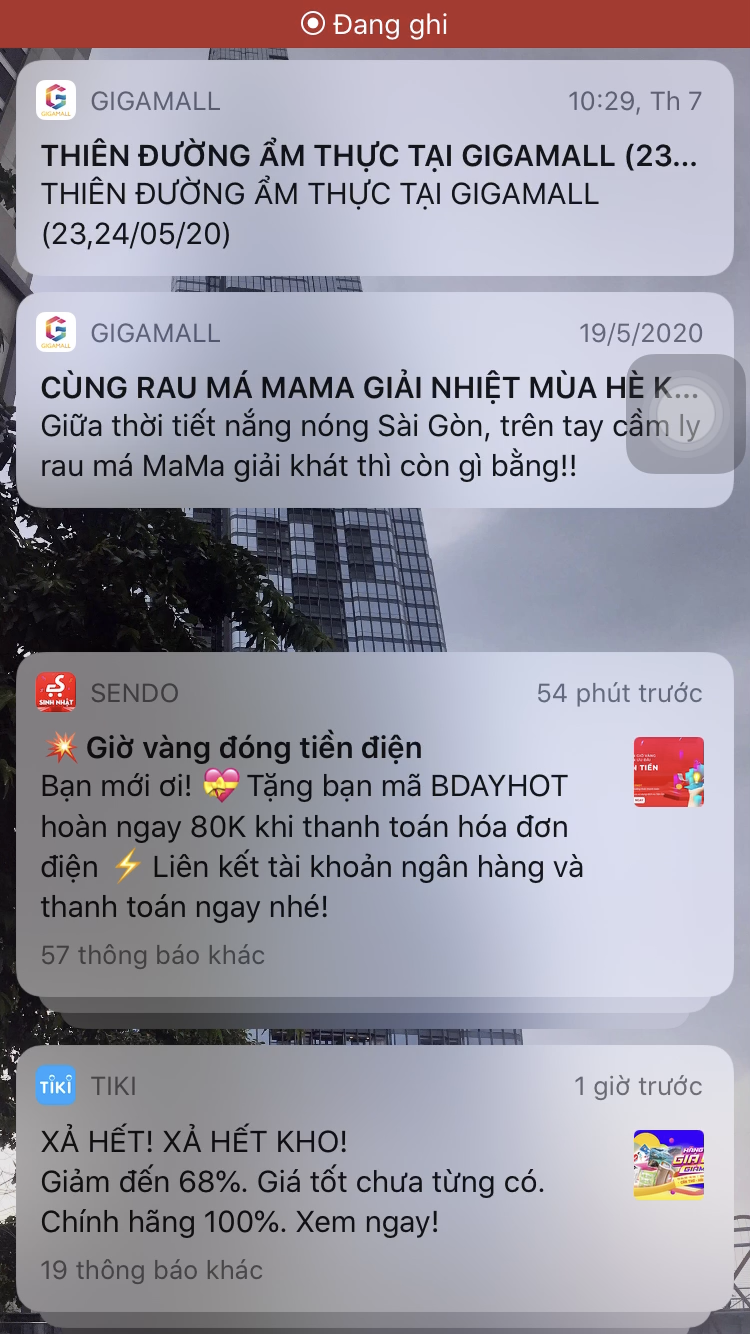 Đang ghi
GIGAMALL
10:29, Th 7
THIÊN ĐƯỜNG ẨM THỰC TẠI GIGAMALL (23...
THIÊN ĐƯỜNG ẨM THỰC TẠI GIGAMALL
(23,24/05/20)
GIGAMALL
19/5/2020
CÙNG RAU MÁ MAMA GIẢI NHIỆT MÙA HÈ K...
Giữa thời tiết nắng nóng Sài Gòn, trên tay cầm ly
rau má MaMa giải khát thì còn gì bằng!!
SINH NHẬT
SENDO
54 phút trước
💥 Giờ vàng đóng tiền điện
Bạn mới ơi! 💝 Tặng bạn mã BDAYHOT
hoàn ngay 80K khi thanh toán hóa đơn
điện ⚡ Liên kết tài khoản ngân hàng và
thanh toán ngay nhé!
57 thông báo khác
TIKI
TIKI
1 giờ trước
XẢ HẾT! XẢ HẾT KHO!
Giảm đến 68%. Giá tốt chưa từng có.
Chính hãng 100%. Xem ngay!
19 thông báo khác